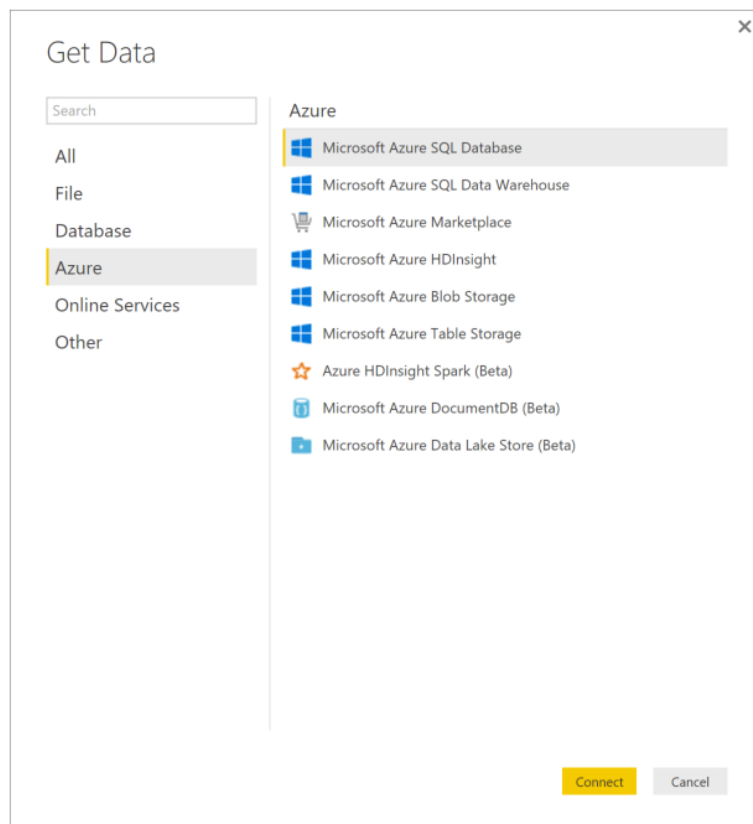 Get Data
Search
All
File
Database
Azure
Online Services
Other
Azure
Microsoft Azure SQL Database
Microsoft Azure SQL Data Warehouse
Microsoft Azure Marketplace
Microsoft Azure HDInsight
Microsoft Azure Blob Storage
Microsoft Azure Table Storage
Azure HDInsight Spark (Beta)
Microsoft Azure DocumentDB (Beta)
Microsoft Azure Data Lake Store (Beta)
Connect
Cancel